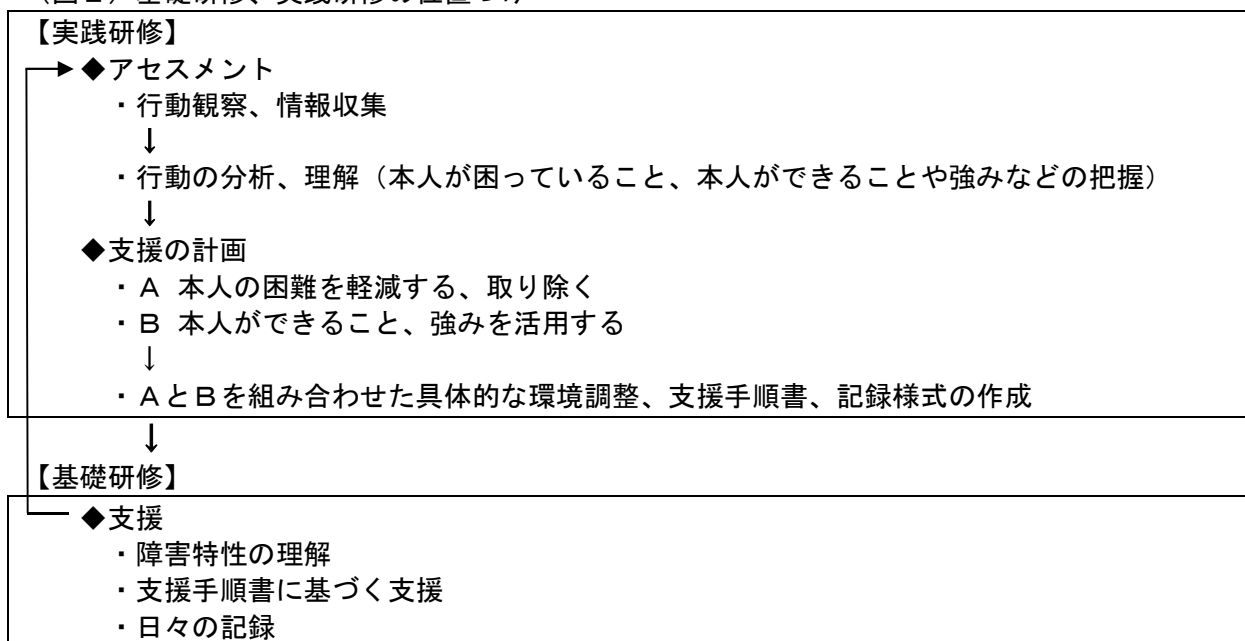 【実践研修】
◆アセスメント
・行動観察、情報収集
↓
・行動の分析、理解（本人が困っていること、本人ができることや強みなどの把握）
↓
◆支援の計画
・Ａ 本人の困難を軽減する、取り除く
・Ｂ 本人ができること、強みを活用する
↓
・ＡとＢを組み合わせた具体的な環境調整、支援手順書、記録様式の作成
↓
【基礎研修】
◆支援
・障害特性の理解
・支援手順書に基づく支援
・日々の記録